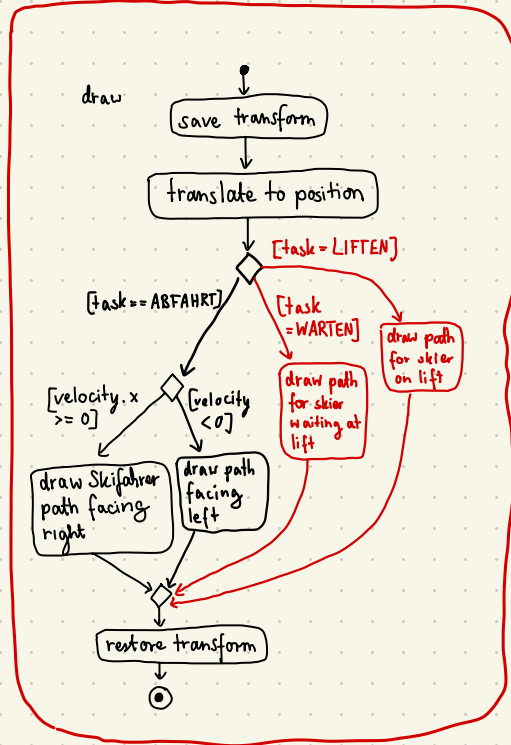 draw
save transform
translate to position
[task = LIFTEN]
[task == ABFAHRT]
[task
= WARTEN]
draw path
for skier
on lift
draw path
for skier
waiting at
lift
[velocity.x
>= 0]
[velocity
<0]
draw Skifahrer
path facing
right
draw path
facing
left
restore transform